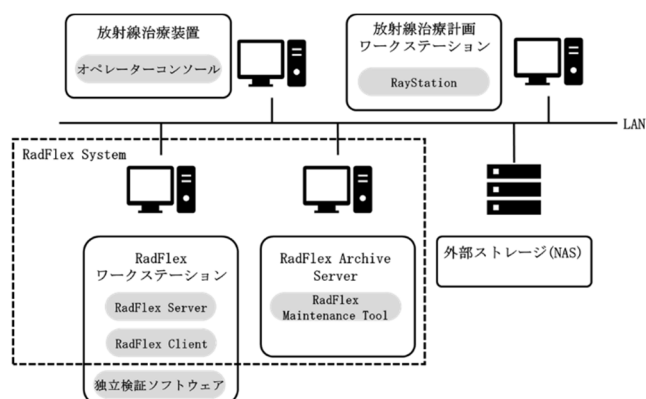 放射線治療装置
オペレーターコンソール
放射線治療計画
ワークステーション
RayStation
LAN
RadFlex System
RadFlex
ワークステーション
RadFlex Server
RadFlex Client
独立検証ソフトウェア
RadFlex Archive
Server
RadFlex
Maintenance Tool
外部ストレージ(NAS)